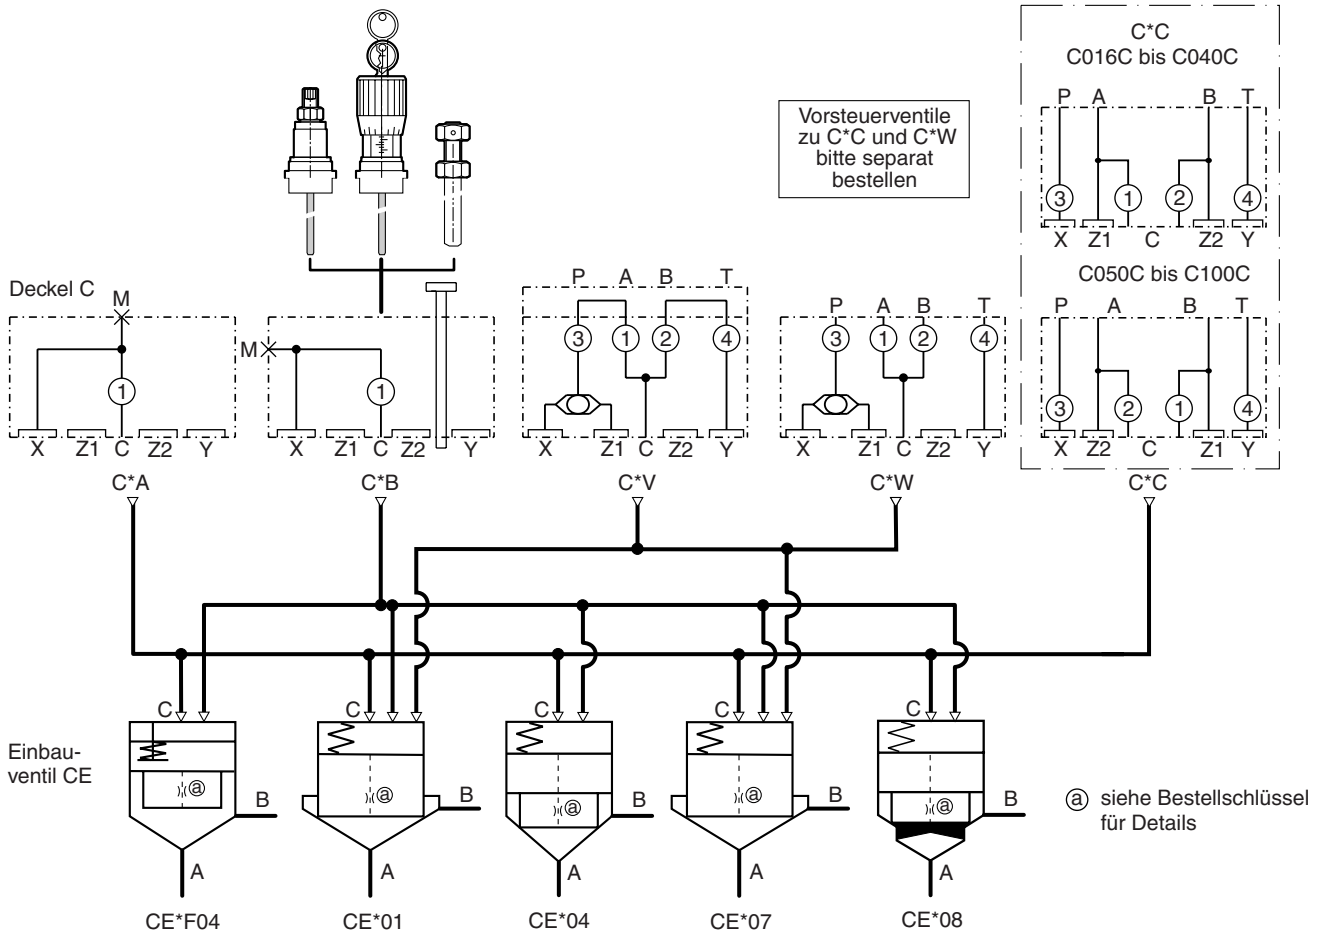 C*C
C016C bis C040C
P A B T
3 1 2 4
X Z1 C Z2 Y
Vorsteuerventile
zu C*C und C*W
bitte separat
bestellen
C050C bis C100C
P A B T
3 2 1 4
X Z2 C Z1 Y
Deckel C
M
1
X Z1 C Z2 Y
C*A
M
1
X Z1 C Z2 Y
C*B
P A B T
3 1 2 4
X Z1 C Z2 Y
C*V
P A B T
3 1 2 4
X Z1 C Z2 Y
C*W
C*C
Einbau-
ventil CE
C
a
B
A
CE*F04
C
a
B
A
CE*01
C
a
B
A
CE*04
C
a
B
A
CE*07
C
a
B
A
CE*08
a siehe Bestellschlüssel
für Details